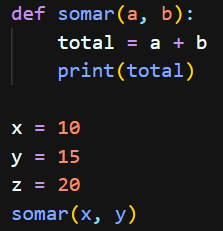 def somar(a, b):
    total = a + b
    print(total)

x = 10
y = 15
z = 20
somar(x, y)